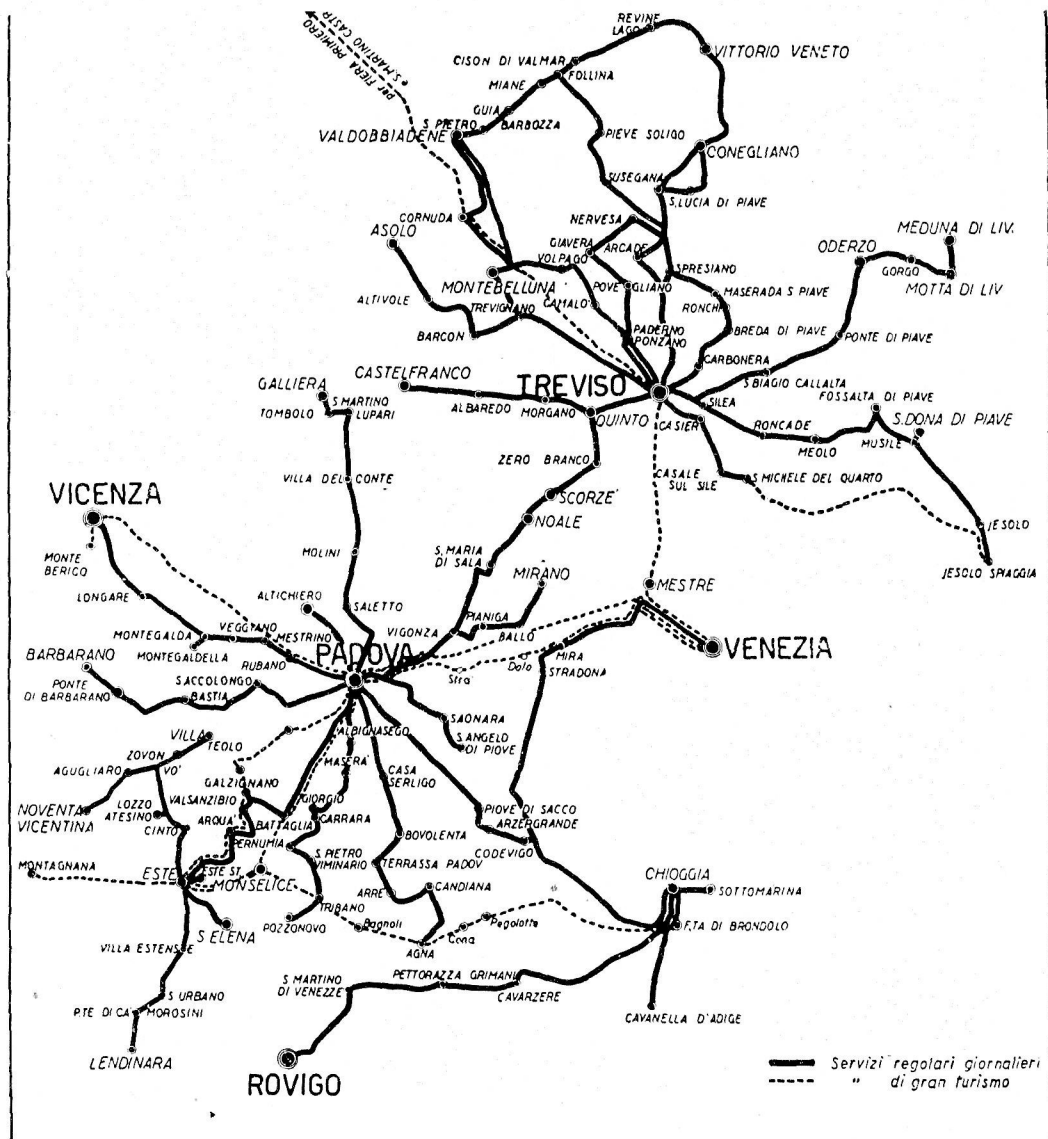 per FIERA PRIMIERO
e S. MARTINO CASTR
REVINE
LAGO
VITTORIO VENETO
CISON DI VALMAR.
FOLLINA
MIANE
GUIA
BARBOZZA
S. PIETRO
VALDOBBIADENE
PIEVE SOLIGO
CONEGLIANO
SUSEGANA
S. LUCIA DI PIAVE
CORNUDA
NERVESA
ASOLO
GIAVERA
ARCADE
MEDUNA DI LIV.
ODERZO
GORGO
MOTTA DI LIV
VOLPAGO
SPRESIANO
MONTEBELLUNA
POVEGLIANO
MASERADA S PIAVE
ALTIVOLE
TREVIGNANO
CAMALO'
RONCHI
BARCON
PADERNO
PONZANO
BREDA DI PIAVE
PONTE DI PIAVE
CARBONERA
GALLIERA
CASTELFRANCO
TREVISO
S BIAGIO CALLALTA
S. MARTINO
LUPARI
TOMBOLO
ALBAREDO
MORGANO
QUINTO
SILEA
CASIER
FOSSALTA DI PIAVE
S. DONA DI PIAVE
RONCADE
MEOLO
MUSILE
ZERO BRANCO
VILLA DEL CONTE
CASALE
SUL SILE
S MICHELE DEL QUARTO
VICENZA
SCORZE'
NOALE
JESOLO
MONTE
BERICO
MOLINI
S. MARIA
DI SALA
MIRANO
MESTRE
JESOLO SPIAGGIA
LONGARE
ALTICHIERO
SALETTO
PIANIGA
MONTEGALDA
VEGGIANO
MESTRINO
VIGONZA
BALLO'
MONTEGALDELLA
RUBANO
PADOVA
VENEZIA
BARBARANO
Stra'
Dolo
MIRA
STRADONA
PONTE
DI BARBARANO
SACCOLONGO
BASTIA
SAONARA
S. ANGELO
DI PIOVE
VILLA
TEOLO
ALBIGNASEGO
ZOVON
VO'
MASERA'
CASA
SERLIGO
AGUGLIARO
GALZIGNANO
NOVENTA
VICENTINA
LOZZO
ATESINO
VALSANZIBIO
GIORGIO
CARRARA
PIOVE DI SACCO
ARZERGRANDE
CINTO
ARQUA'
BATTAGLIA
BOVOLENTA
CODEVIGO
PERNUMIA
MONTAGNANA
ESTE
ESTE ST.
MONSELICE
S. PIETRO
VIMINARIO
TERRASSA PADOV
CHIOGGIA
SOTTOMARINA
ARRE
CANDIANA
S ELENA
POZZONOVO
TRIBANO
Bagnoli
Cona
Pegolotte
F.TA DI BRONDOLO
VILLA ESTENSE
AGNA
S URBANO
S. MARTINO
DI VENEZZE
PETTORAZZA GRIMANI
CAVARZERE
P.TE DI CA' MOROSINI
CAVANELLA D'ADIGE
LENDINARA
ROVIGO
Servizi regolari giornalieri
" di gran turismo